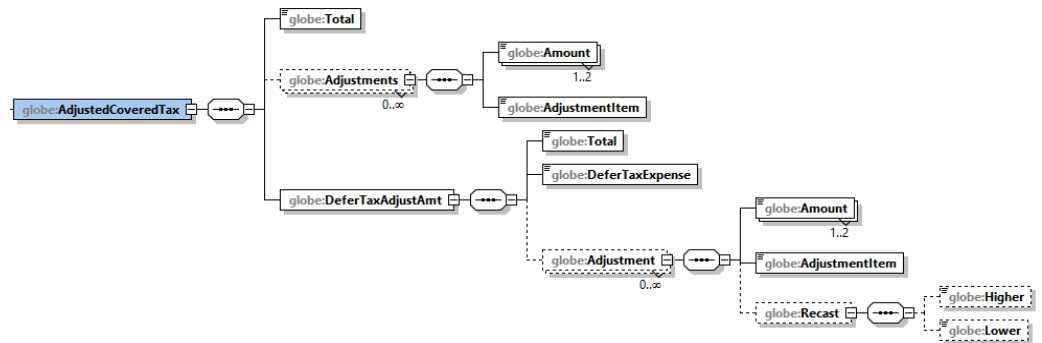 globe:Total
globe:Adjustments
0..∞
globe:Amount
1..2
globe:AdjustmentItem
globe:AdjustedCoveredTax
globe:DeferTaxAdjustAmt
globe:Total
globe:DeferTaxExpense
globe:Adjustment
0..∞
globe:Amount
1..2
globe:AdjustmentItem
globe:Recast
globe:Higher
globe:Lower